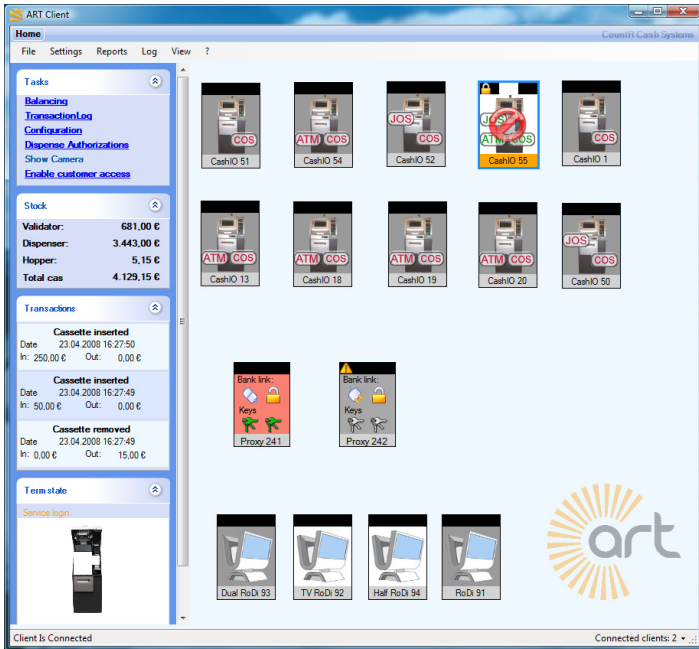 ART Client
Home
CountR Cash Systems
File Settings Reports Log View ?
Tasks
Balancing
TransactionLog
Configuration
Dispense Authorizations
Show Camera
Enable customer access
Stock
Validator: 681,00 €
Dispenser: 3.443,00 €
Hopper: 5,15 €
Total cas 4.129,15 €
Transactions
Cassette inserted
Date 23.04.2008 16:27:50
In: 250,00 € Out: 0,00 €
Cassette inserted
Date 23.04.2008 16:27:49
In: 50,00 € Out: 0,00 €
Cassette removed
Date 23.04.2008 16:27:49
In: 0,00 € Out: 15,00 €
Term state
Service login
COS
CashIO 51
ATM COS
CashIO 54
JOS
COS
CashIO 52
JOS
ATM COS
CashIO 55
COS
CashIO 1
ATM COS
CashIO 13
ATM COS
CashIO 18
ATM COS
CashIO 19
ATM COS
CashIO 20
JOS
COS
CashIO 50
Bank link:
Keys
Proxy 241
Bank link:
Keys
Proxy 242
Dual RoDi 93
TV RoDi 92
Half RoDi 94
RoDi 91
art
Client Is Connected
Connected clients: 2